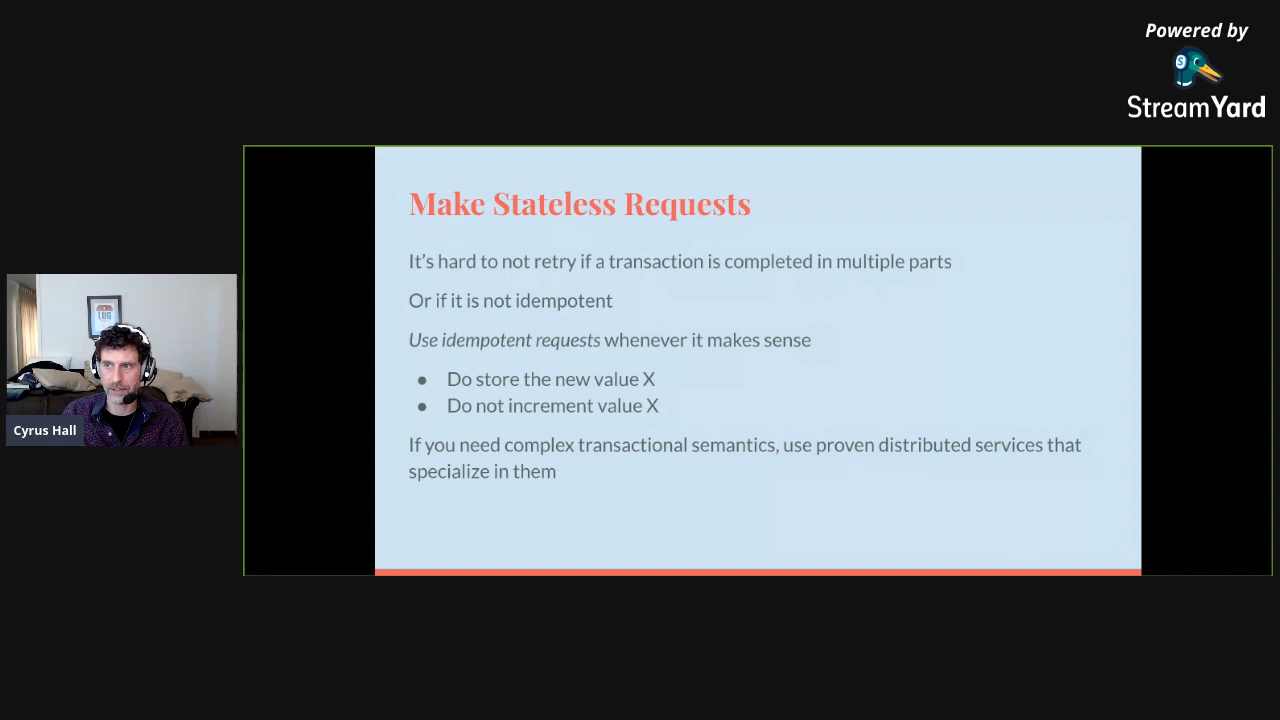 Powered by
StreamYard
Make Stateless Requests
It's hard to not retry if a transaction is completed in multiple parts
Or if it is not idempotent
Use idempotent requests whenever it makes sense
● Do store the new value X
● Do not increment value X
If you need complex transactional semantics, use proven distributed services that
specialize in them
LUG
Cyrus Hall